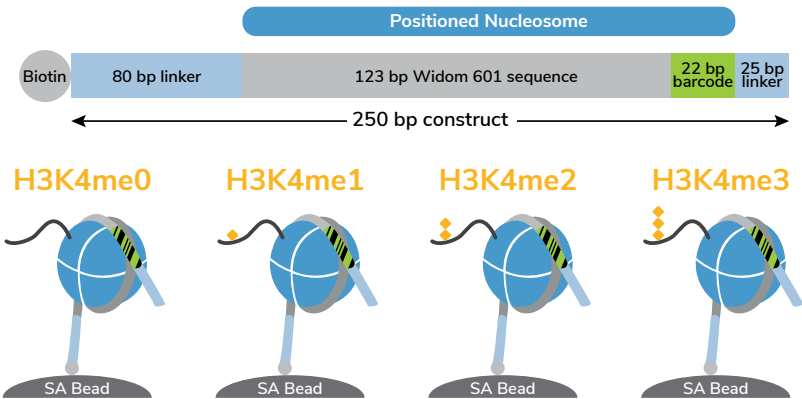 Positioned Nucleosome
Biotin
80 bp linker
123 bp Widom 601 sequence
22 bp
barcode
25 bp
linker
250 bp construct
H3K4me0
H3K4me1
H3K4me2
H3K4me3
SA Bead
SA Bead
SA Bead
SA Bead